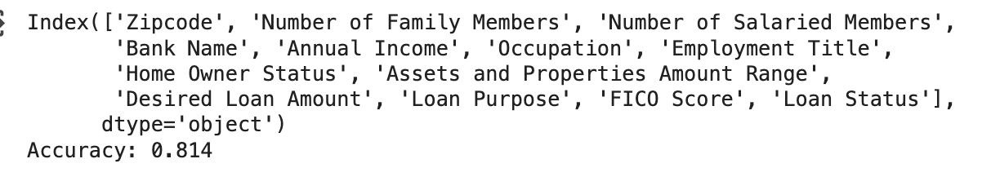 Index(['Zipcode', 'Number of Family Members', 'Number of Salaried Members',
'Bank Name', 'Annual Income', 'Occupation', 'Employment Title',
'Home Owner Status', 'Assets and Properties Amount Range',
'Desired Loan Amount', 'Loan Purpose', 'FICO Score', 'Loan Status'],
dtype='object')
Accuracy: 0.814